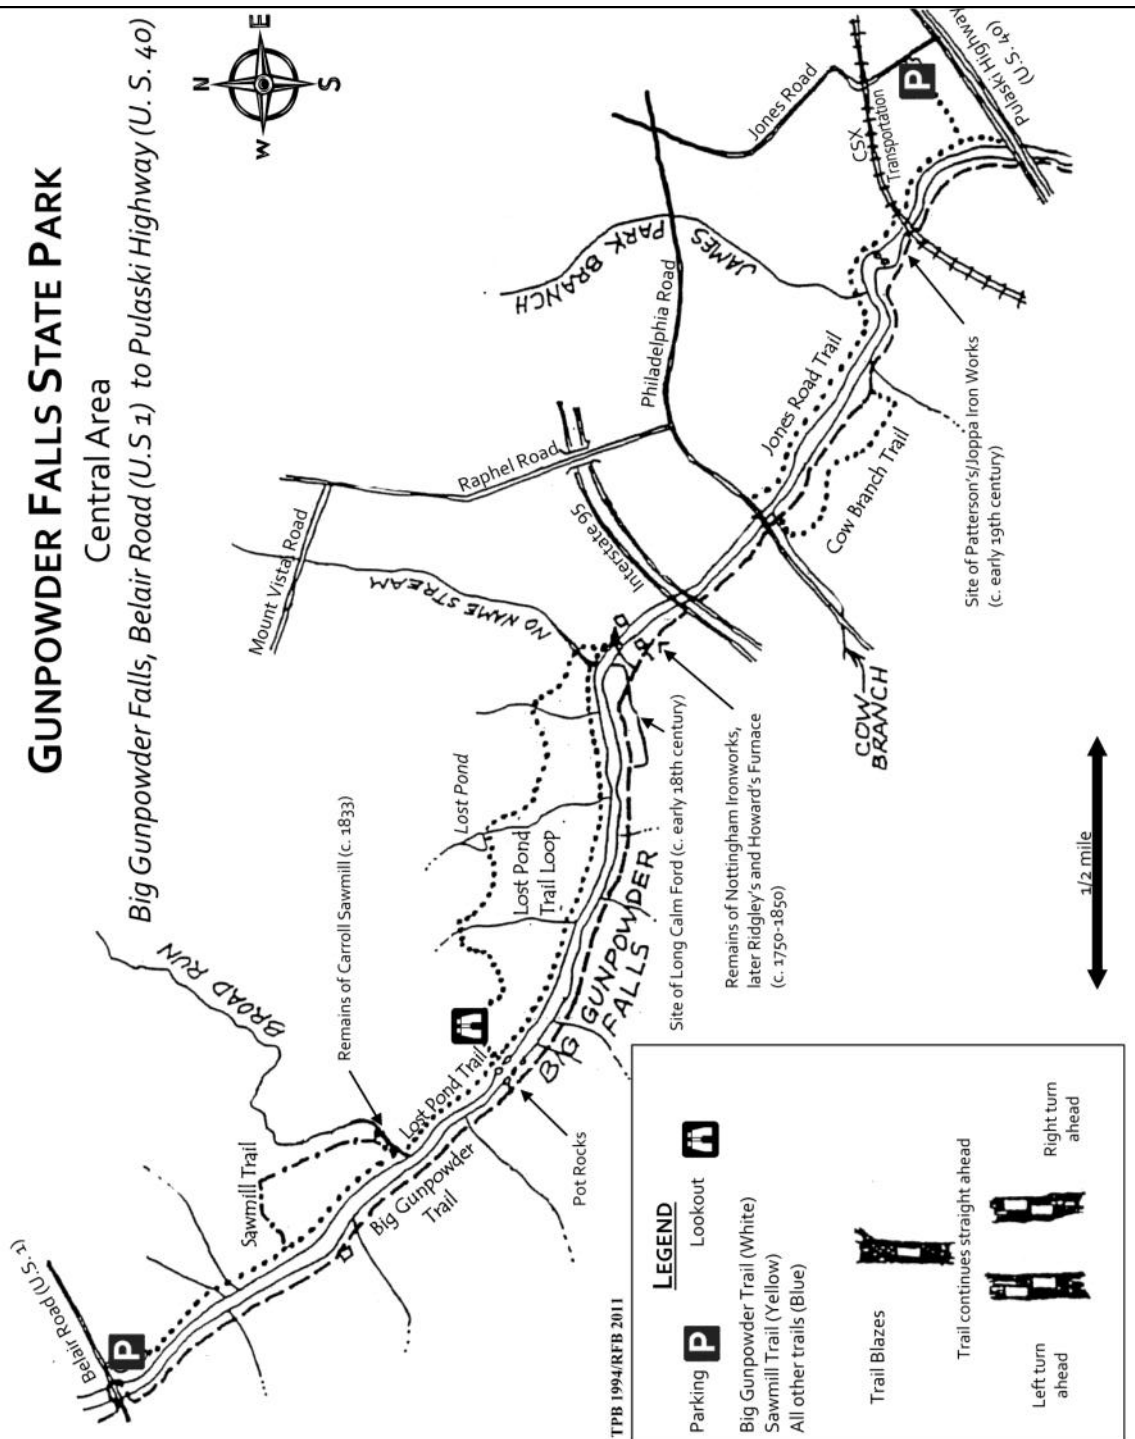 GUNPOWDER FALLS STATE PARK
Central Area
Big Gunpowder Falls, Belair Road (U.S 1) to Pulaski Highway (U. S. 40)
N
E
S
W
Belair Road (U.S. 1)
P
Sawmill Trail
BROAD RUN
Remains of Carroll Sawmill (c. 1833)
Big Gunpowder
Trail
Lost Pond Trail
Pot Rocks
BIG GUNPOWDER
FALLS
Lost Pond
Lost Pond
Trail Loop
Mount Vista Road
NO NAME STREAM
Raphel Road
Interstate 95
Philadelphia Road
Site of Long Calm Ford (c. early 18th century)
Remains of Nottingham Ironworks,
later Ridgley's and Howard's Furnace
(c. 1750-1850)
COW
BRANCH
Cow Branch Trail
Jones Road Trail
JAMES
PARK
BRANCH
Jones Road
CSX
Transportation
P
Pulaski Highway
(U.S. 40)
Site of Patterson's/Joppa Iron Works
(c. early 19th century)
1/2 mile
TPB 1994/RFB 2011
LEGEND
Parking P Lookout
Big Gunpowder Trail (White)
Sawmill Trail (Yellow)
All other trails (Blue)
Trail Blazes
Trail continues straight ahead
Left turn
ahead
Right turn
ahead